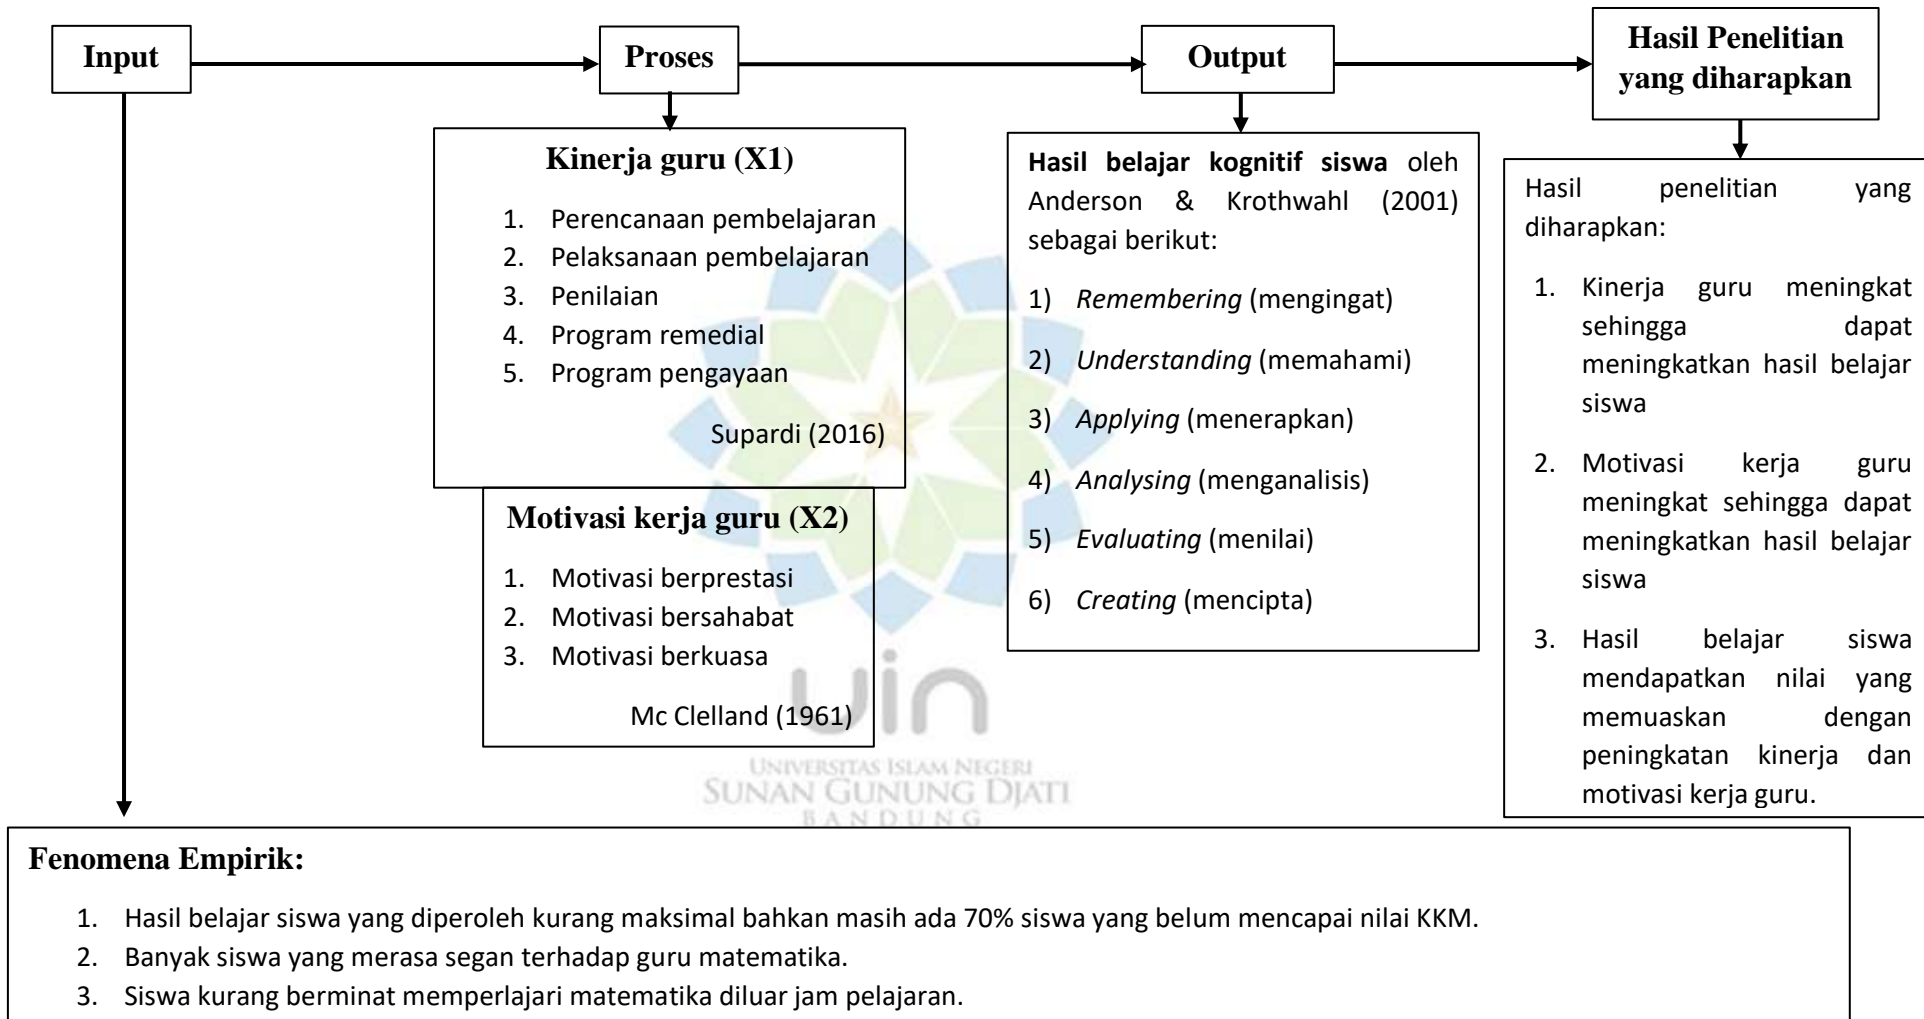 Input
Proses
Output
Hasil Penelitian
yang diharapkan
Kinerja guru (X1)
1. Perencanaan pembelajaran
2. Pelaksanaan pembelajaran
3. Penilaian
4. Program remedial
5. Program pengayaan
Supardi (2016)
Motivasi kerja guru (X2)
1. Motivasi berprestasi
2. Motivasi bersahabat
3. Motivasi berkuasa
Mc Clelland (1961)
Hasil belajar kognitif siswa oleh
Anderson & Krothwahl (2001)
sebagai berikut:
1) Remembering (mengingat)
2) Understanding (memahami)
3) Applying (menerapkan)
4) Analysing (menganalisis)
5) Evaluating (menilai)
6) Creating (mencipta)
Hasil penelitian yang
diharapkan:
1. Kinerja guru meningkat
sehingga dapat
meningkatkan hasil belajar
siswa
2. Motivasi kerja guru
meningkat sehingga dapat
meningkatkan hasil belajar
siswa
3. Hasil belajar siswa
mendapatkan nilai yang
memuaskan dengan
peningkatan kinerja dan
motivasi kerja guru.
uin
UNIVERSITAS ISLAM NEGERI
SUNAN GUNUNG DJATI
BANDUNG
Fenomena Empirik:
1. Hasil belajar siswa yang diperoleh kurang maksimal bahkan masih ada 70% siswa yang belum mencapai nilai KKM.
2. Banyak siswa yang merasa segan terhadap guru matematika.
3. Siswa kurang berminat memperlajari matematika diluar jam pelajaran.